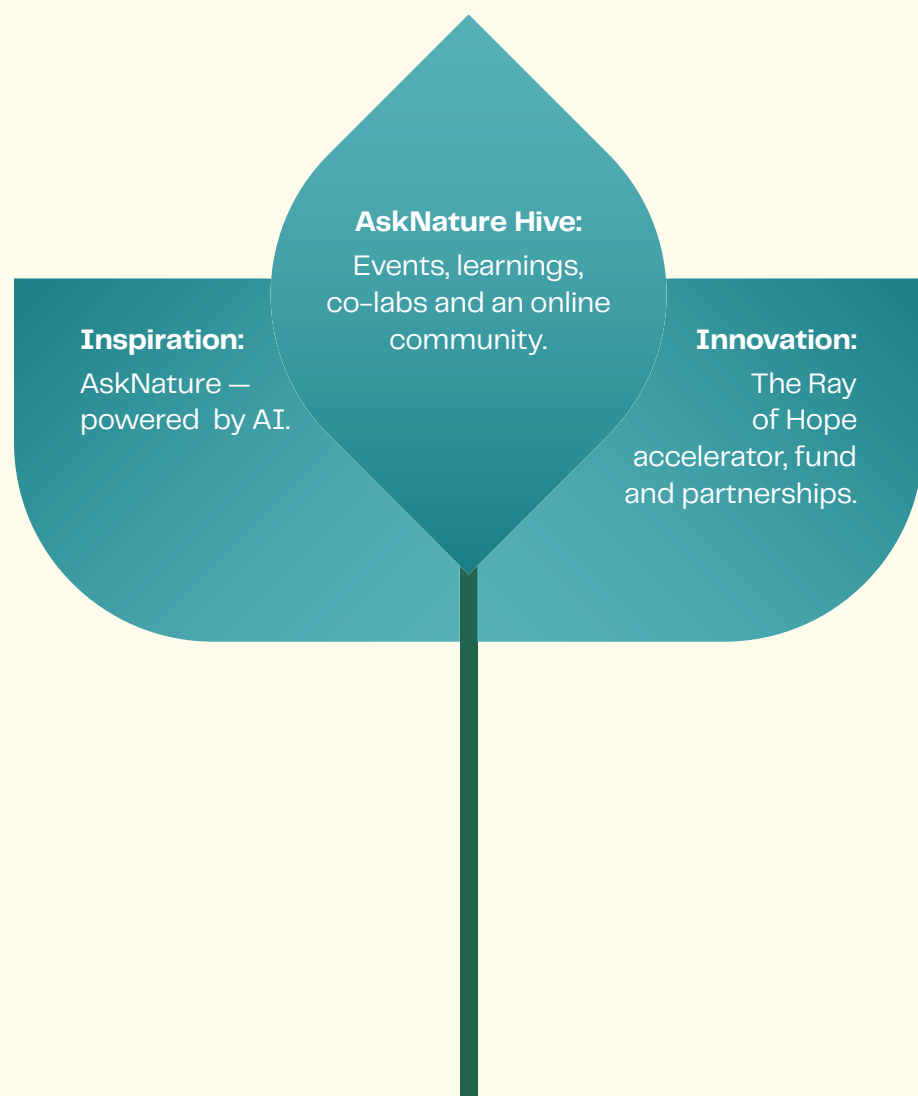 AskNature Hive:
Events, learnings,
co-labs and an online
community.
Inspiration:
AskNature —
powered  by AI.
Innovation:
The Ray
of Hope
accelerator, fund
and partnerships.